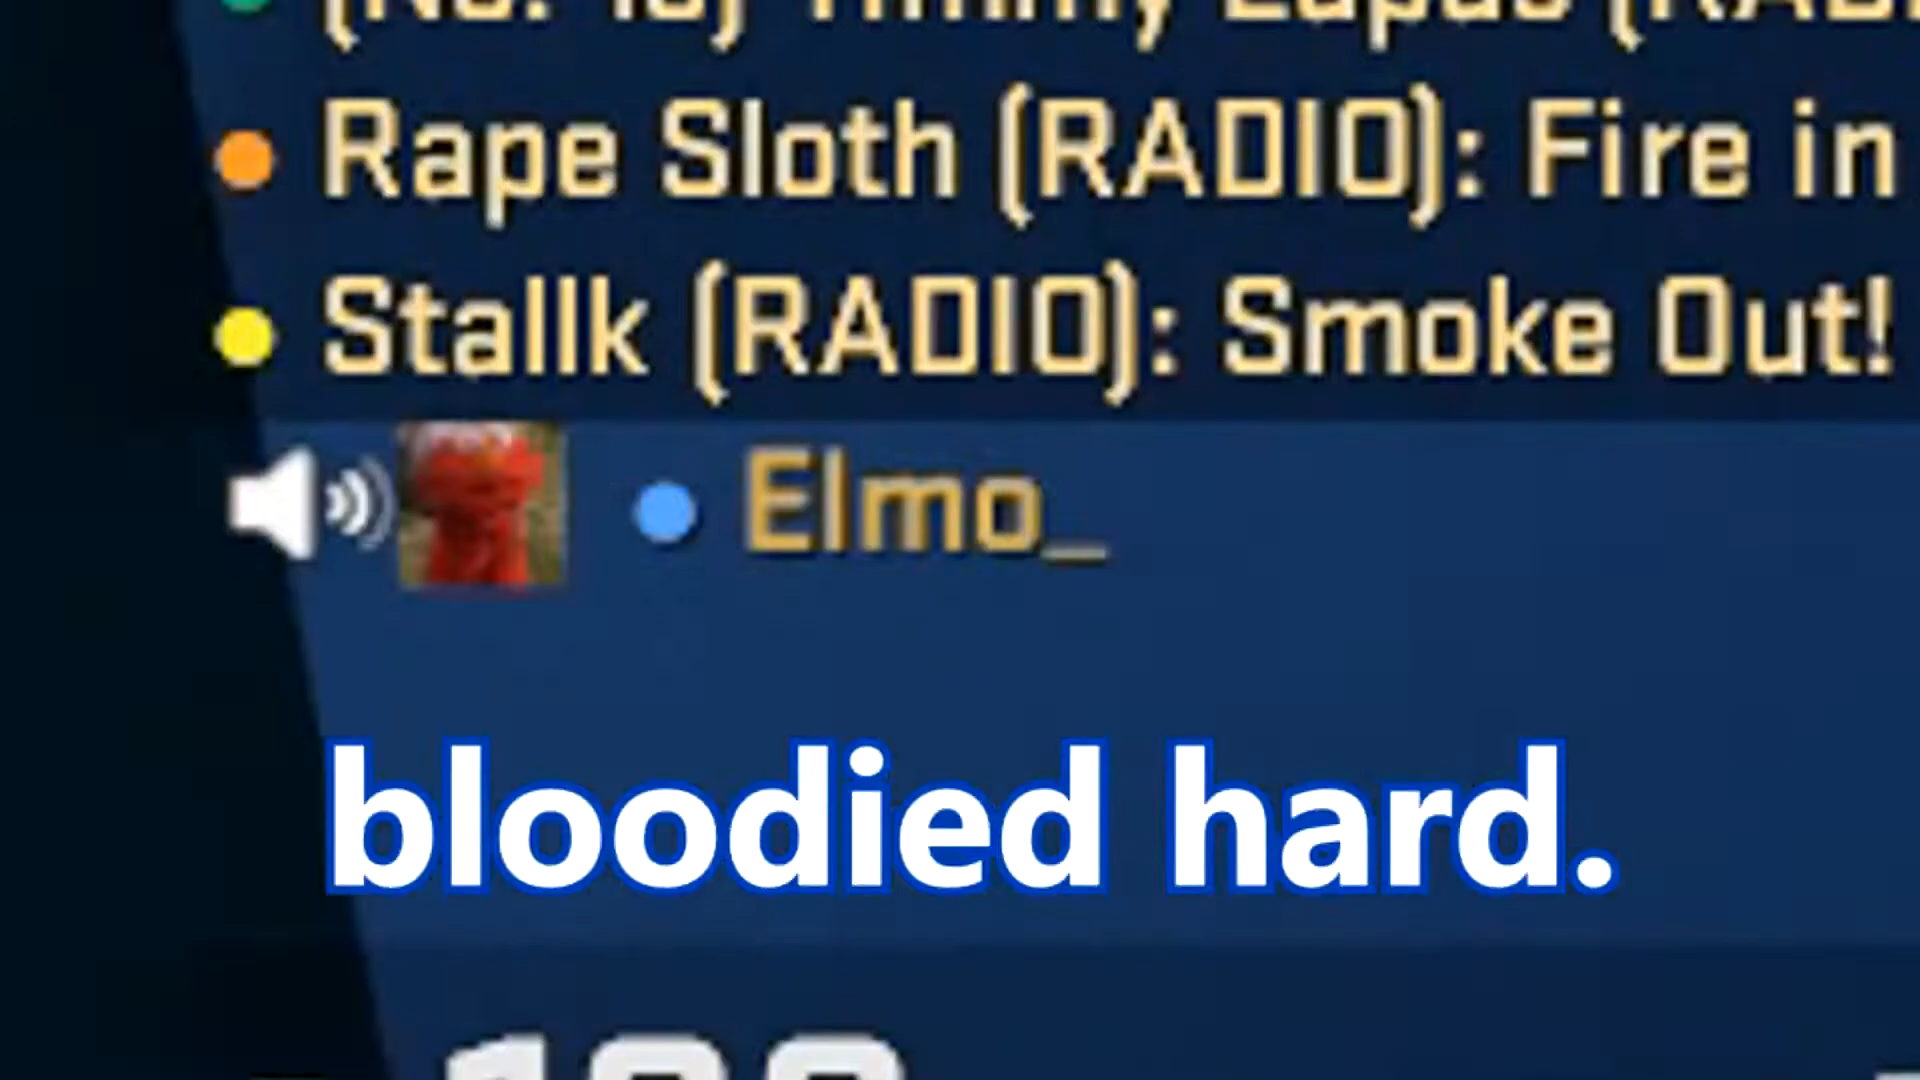 Rape Sloth (RADIO): Fire in
Stallk (RADIO): Smoke Out!
Elmo_
bloodied hard.